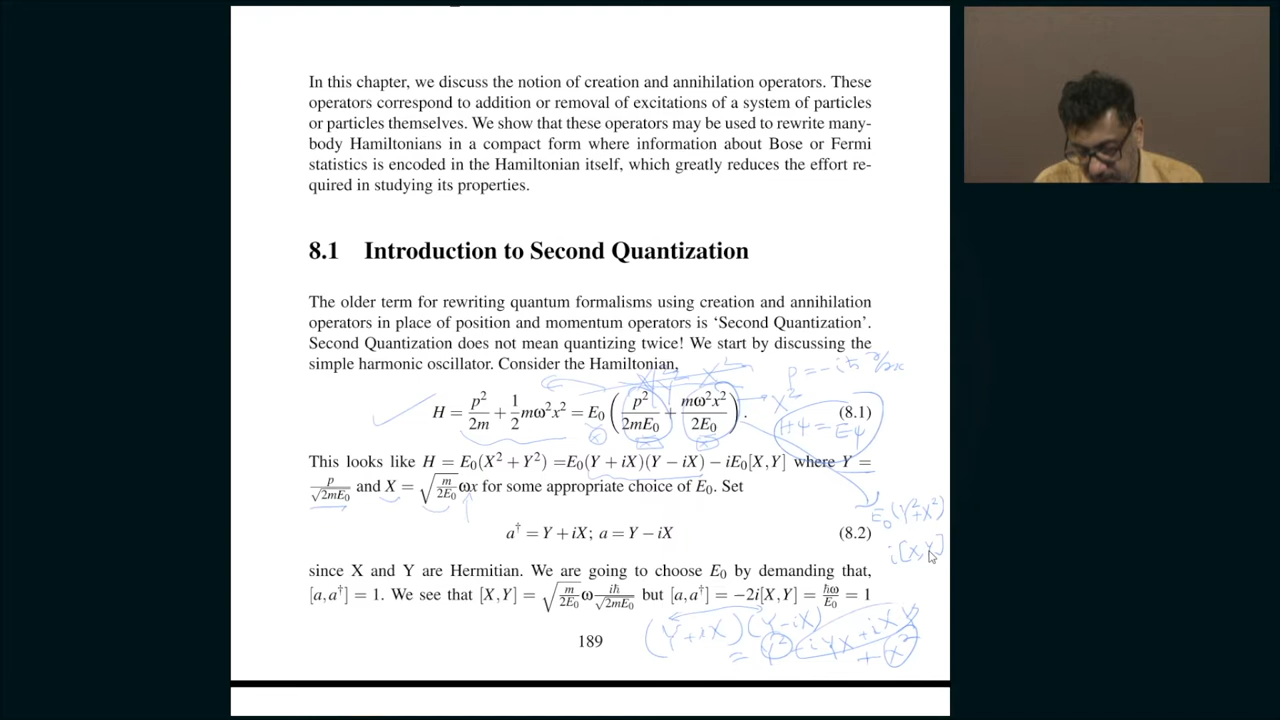 In this chapter, we discuss the notion of creation and annihilation operators. These
operators correspond to addition or removal of excitations of a system of particles
or particles themselves. We show that these operators may be used to rewrite many-
body Hamiltonians in a compact form where information about Bose or Fermi
statistics is encoded in the Hamiltonian itself, which greatly reduces the effort re-
quired in studying its properties.
8.1 Introduction to Second Quantization
The older term for rewriting quantum formalisms using creation and annihilation
operators in place of position and momentum operators is ‘Second Quantization’.
Second Quantization does not mean quantizing twice! We start by discussing the
simple harmonic oscillator. Consider the Hamiltonian,
p = -iℏ ∂/∂x
H = p²/2m + 1/2 mω²x² = E₀ ( p²/2mE₀ + mω²x²/2E₀ ). (8.1)
X²
Hψ = Eψ
This looks like H = E₀(X² + Y²) =E₀(Y + iX)(Y − iX) − iE₀[X,Y] where Y =
p/√2mE₀ and X = √(m/2E₀) ωx for some appropriate choice of E₀. Set
E₀(Y²+X²)
a† = Y + iX; a = Y − iX (8.2)
i[X,Y]
since X and Y are Hermitian. We are going to choose E₀ by demanding that,
[a,a†] = 1. We see that [X,Y] = √(m/2E₀) ω iℏ/√2mE₀ but [a,a†] = −2i[X,Y] = ℏω/E₀ = 1
(Y+iX)(Y-iX)
= Y² - iYX + iXY + X²
189